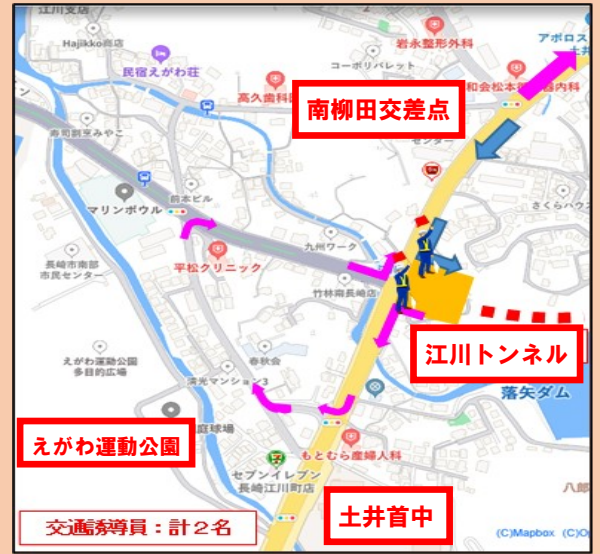 江川支店
Hajikko商店
民宿えがわ荘
岩永整形外科
アポロス
土井
コーポリバレット
高久歯科医
和会松本
器内科
南柳田交差点
センター
寿司割烹みやこ
前本ビル
マリンボウル
さくらハウス
九州ワーク
長崎市南部
市民センター
平松クリニック
竹林南長崎店
江川トンネル
えがわ運動公園
多目的広場
春秋会
清光マンション3
落矢ダム
えがわ運動公園
庭球場
もとむら産婦人科
セブンイレブン
長崎江川町店
土井首中
八郎
交通誘導員：計2名
(C)Mapbox